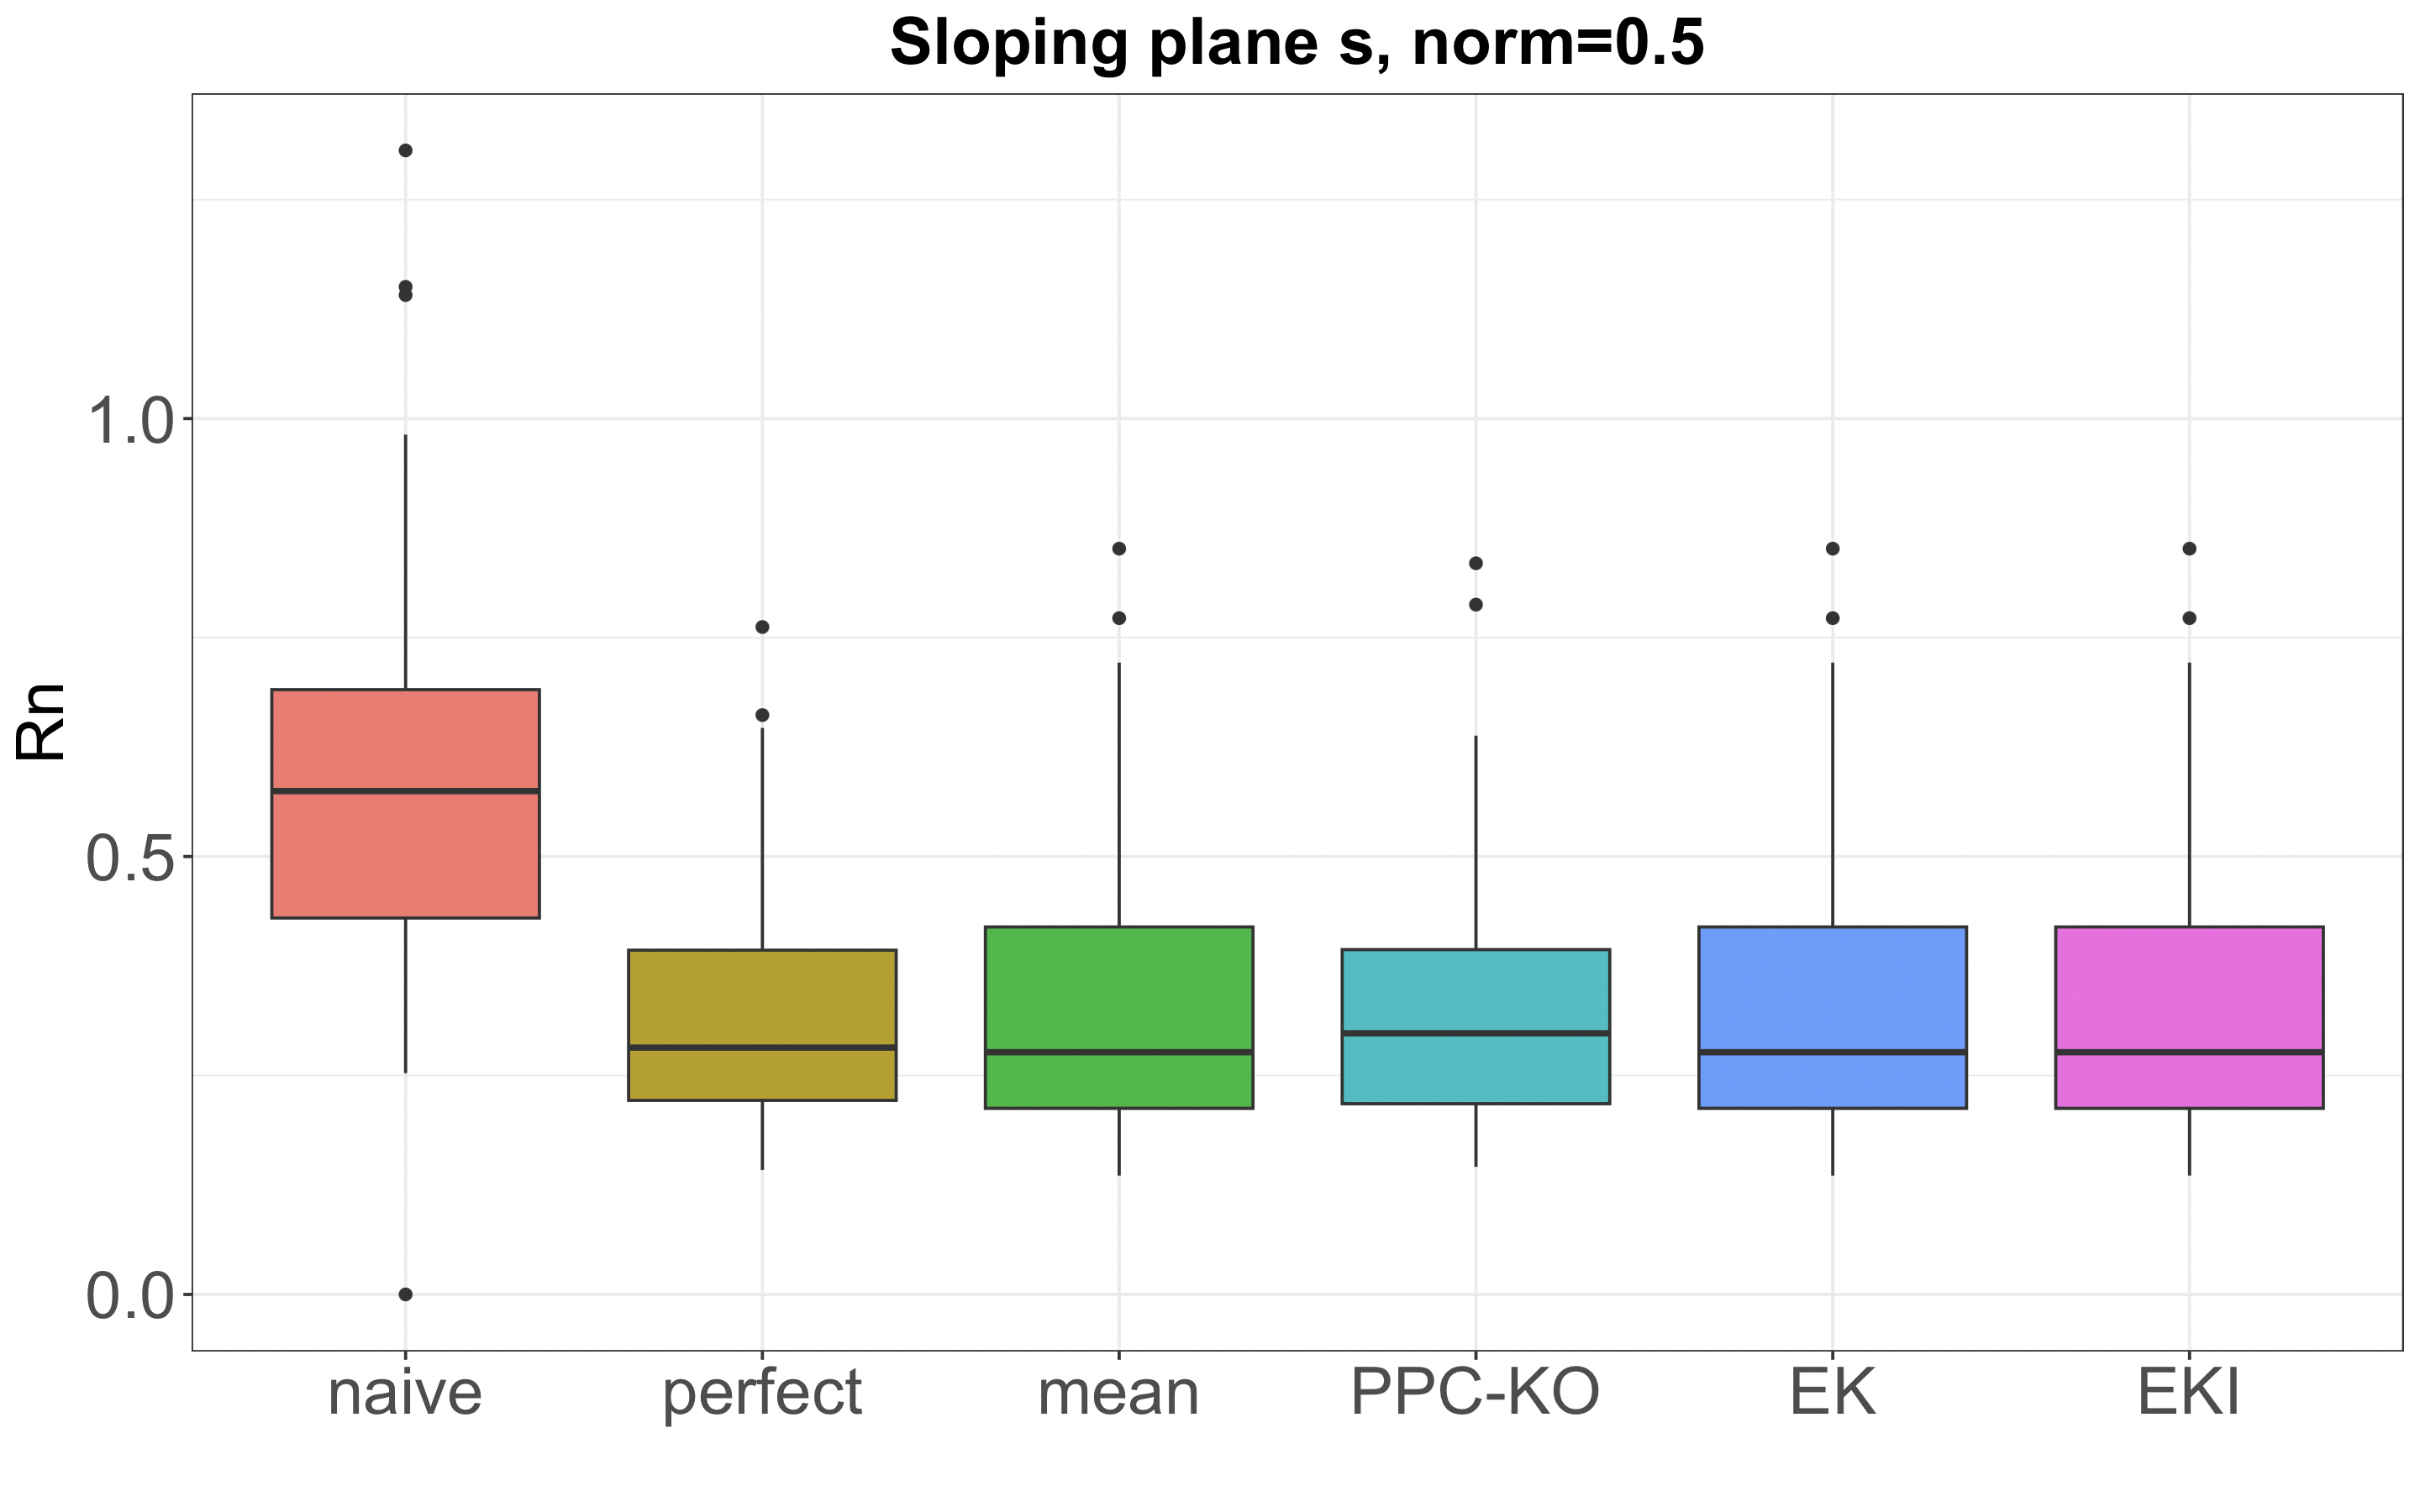 Sloping plane s, norm=0.5
Rn
1.0
0.5
0.0
naive perfect mean PPC-KO EK EKI